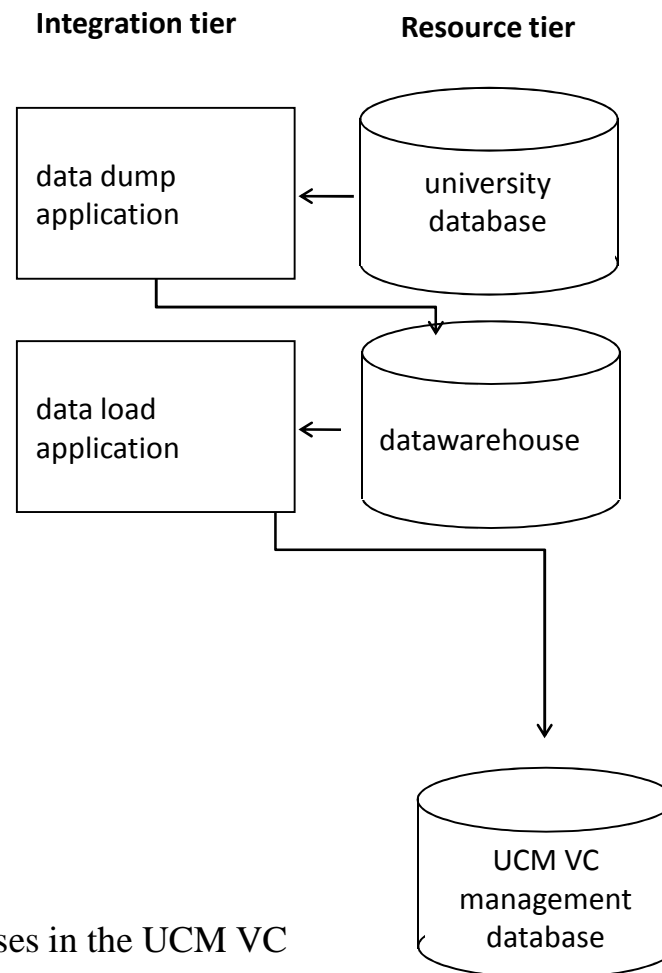 Integration tier
Resource tier
data dump
application
university
database
data load
application
datawarehouse
UCM VC
management
database
in the UCM VC